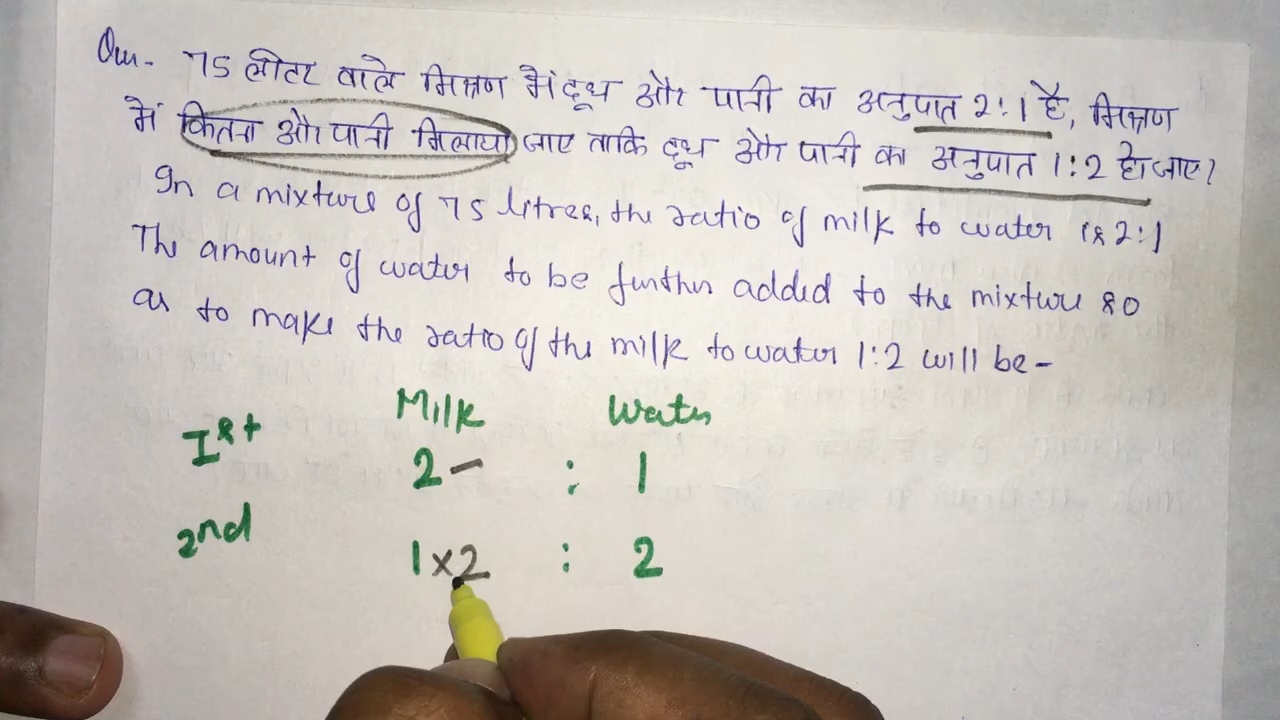 Que- 75 लीटर वाले मिश्रण में दूध और पानी का अनुपात 2:1 है, मिश्रण
में कितना और पानी मिलाया जाए ताकि दूध और पानी का अनुपात 1:2 हो जाए?
In a mixture of 75 litres, the ratio of milk to water is 2:1
The amount of water to be further added to the mixture so
as to make the ratio of the milk to water 1:2 will be-
Milk Water
Ist 2 : 1
2nd 1×2 : 2